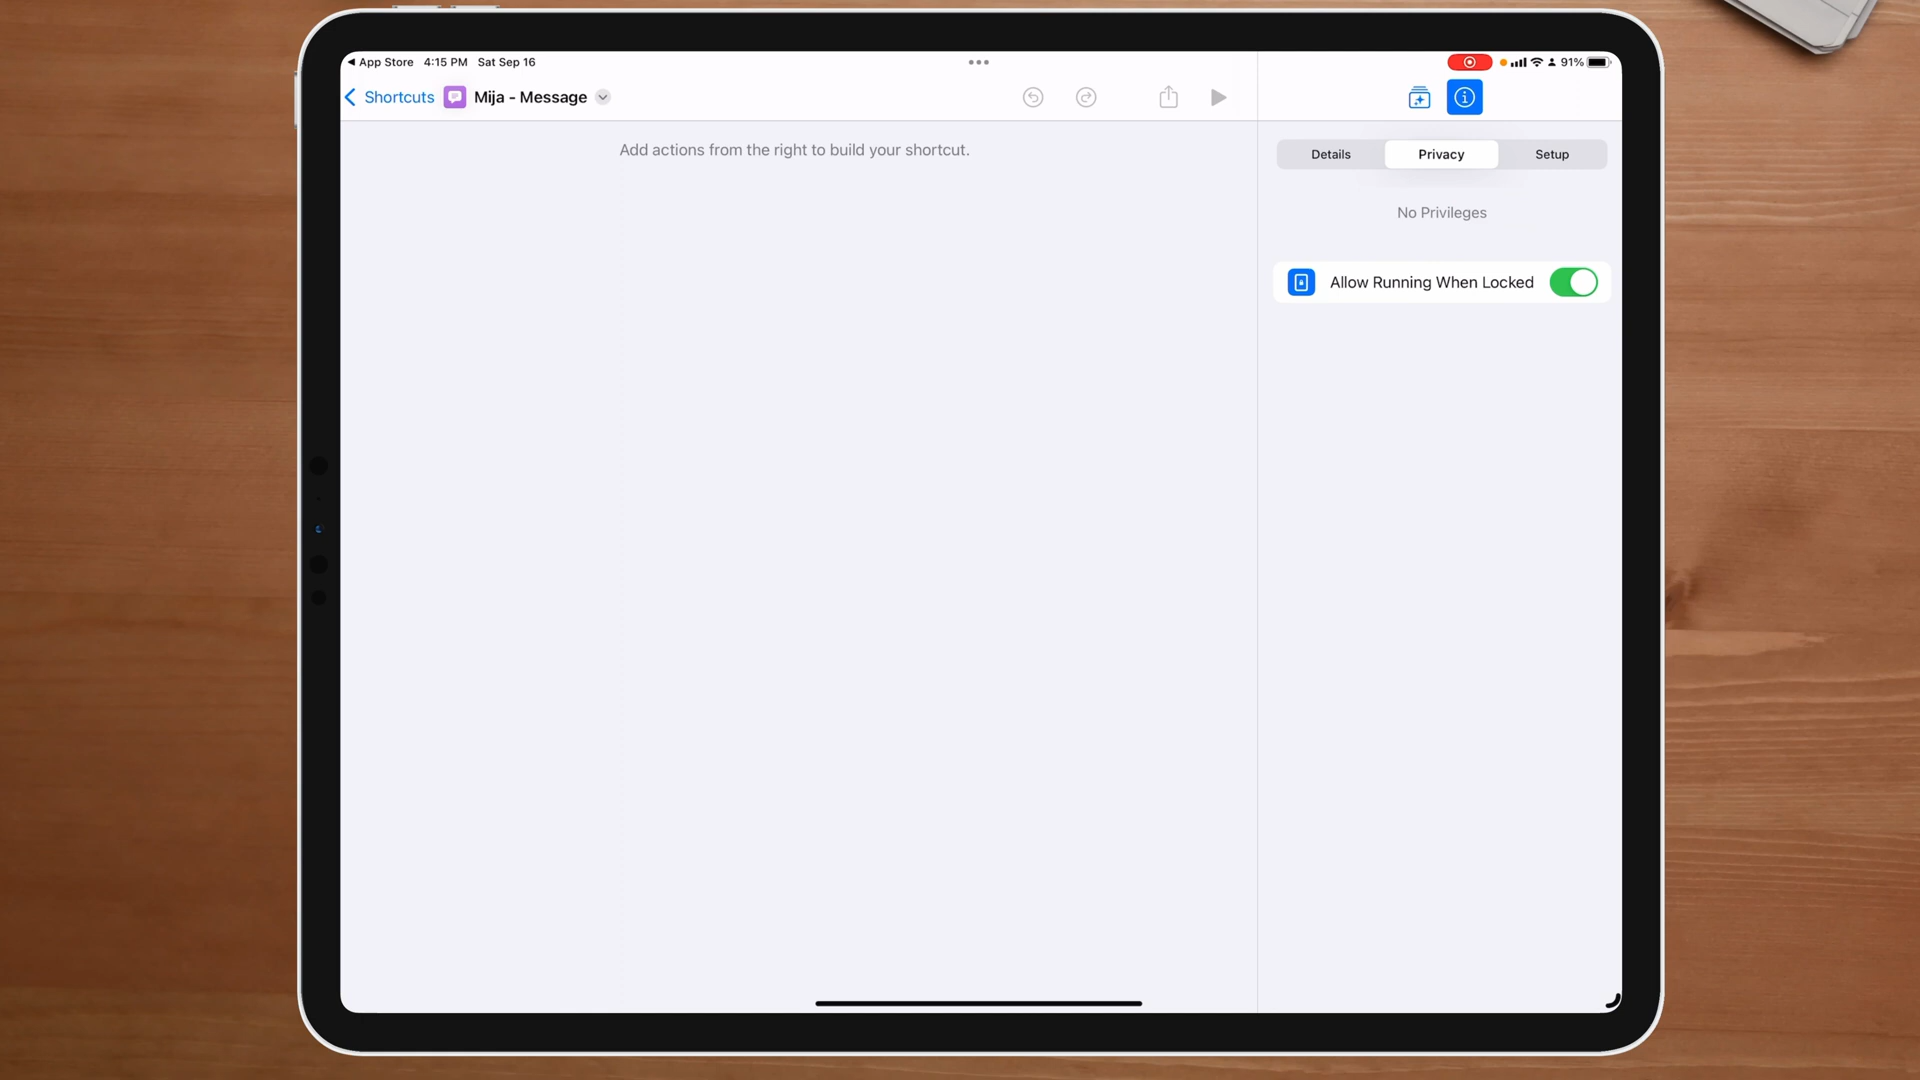 App Store 4:15 PM Sat Sep 16
91%
Shortcuts Mija - Message
Add actions from the right to build your shortcut.
Details Privacy Setup
No Privileges
Allow Running When Locked